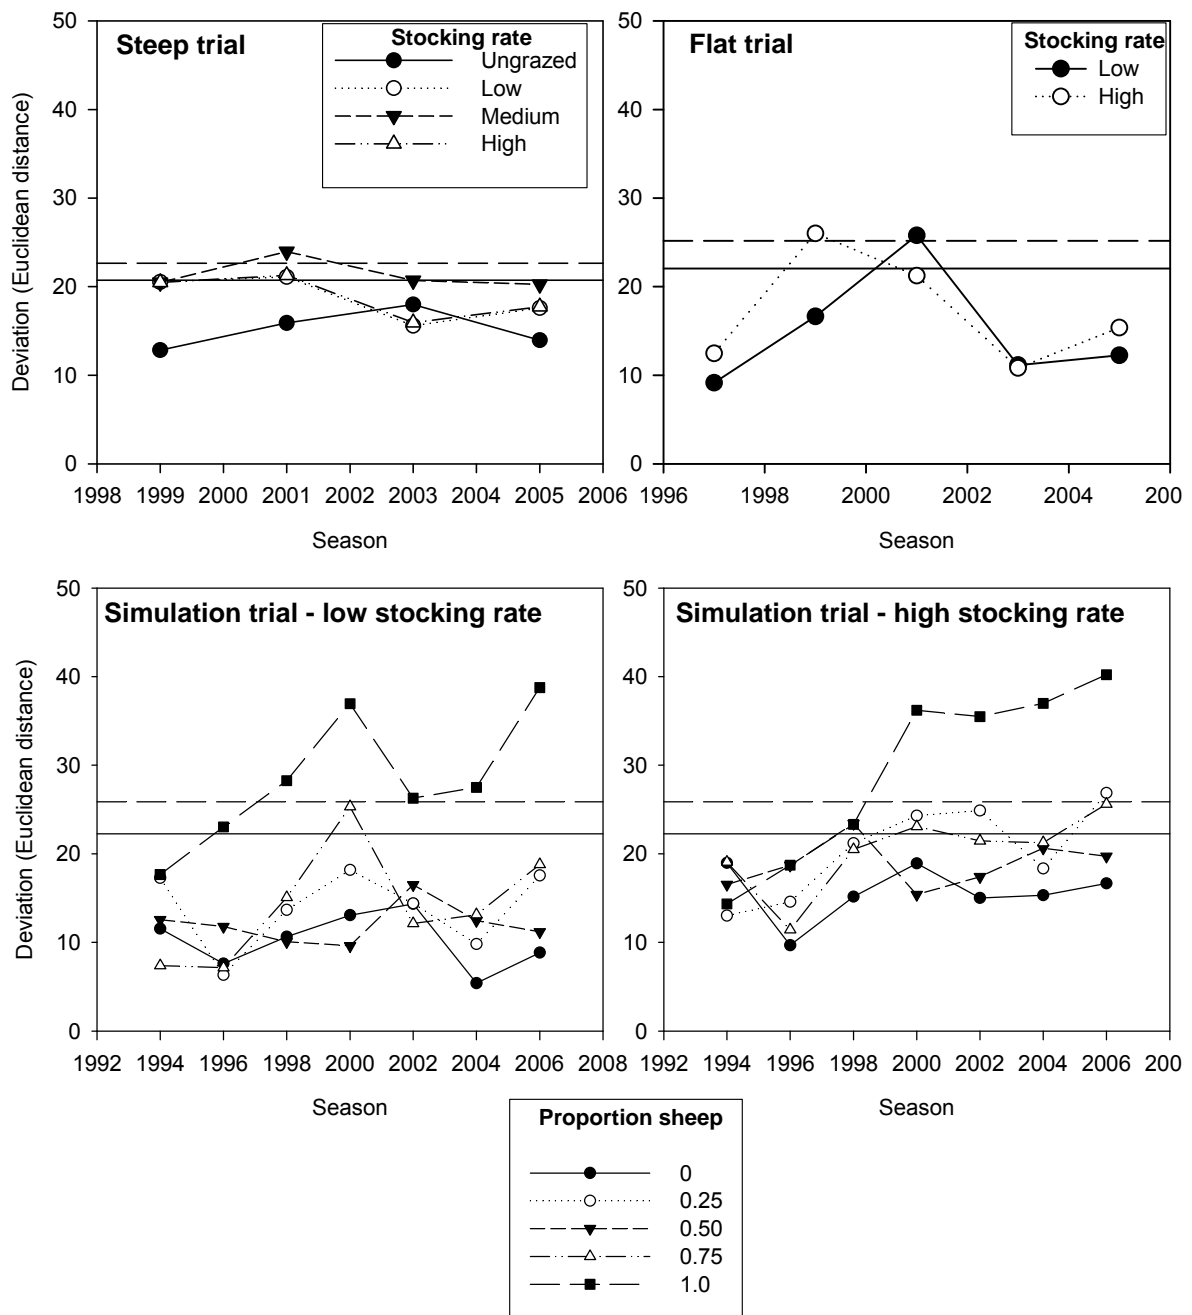 Steep trial
Stocking rate
Ungrazed
Low
Medium
High
Deviation (Euclidean distance)
50
40
30
20
10
0
1998 1999 2000 2001 2002 2003 2004 2005 2006
Season
Flat trial
Stocking rate
Low
High
50
40
30
20
10
0
1996 1998 2000 2002 2004 200
Season
Simulation trial - low stocking rate
Deviation (Euclidean distance)
50
40
30
20
10
0
1992 1994 1996 1998 2000 2002 2004 2006 2008
Season
Simulation trial - high stocking rate
50
40
30
20
10
0
1992 1994 1996 1998 2000 2002 2004 2006 200
Season
Proportion sheep
0
0.25
0.50
0.75
1.0